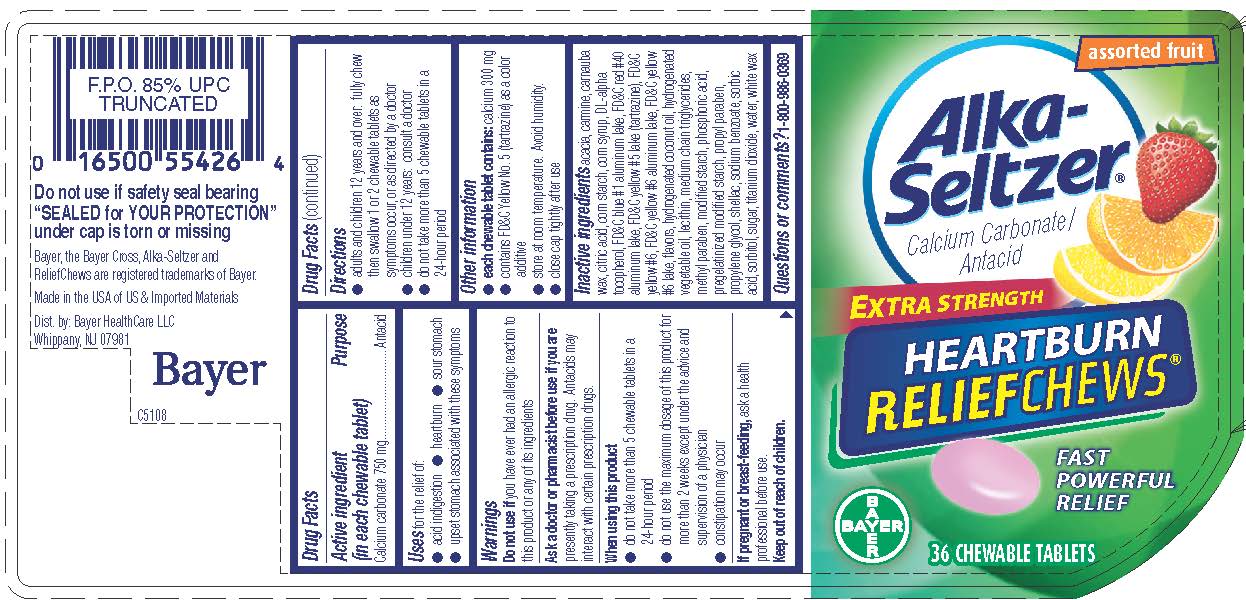 F.P.O. 85% UPC
TRUNCATED
0 16500 55426 4
Do not use if safety seal bearing
“SEALED for YOUR PROTECTION”
under cap is torn or missing
Bayer, the Bayer Cross, Alka-Seltzer and
ReliefChews are registered trademarks of Bayer.
Made in the USA of US & Imported Materials
Dist. by: Bayer HealthCare LLC
Whippany, NJ 07981
Bayer
C5108
Drug Facts
Active ingredient Purpose
(in each chewable tablet)
Calcium carbonate 750 mg..............................Antacid
Uses for the relief of:
● acid indigestion ● heartburn ● sour stomach
● upset stomach associated with these symptoms
Warnings
Do not use if you have ever had an allergic reaction to
this product or any of its ingredients
Ask a doctor or pharmacist before use if you are
presently taking a prescription drug. Antacids may
interact with certain prescription drugs.
When using this product
● do not take more than 5 chewable tablets in a
24-hour period
● do not use the maximum dosage of this product for
more than 2 weeks except under the advice and
supervision of a physician
● constipation may occur
If pregnant or breast-feeding, ask a health
professional before use.
Keep out of reach of children.
Drug Facts (continued)
Directions
● adults and children 12 years and over: fully chew
then swallow 1 or 2 chewable tablets as
symptoms occur, or as directed by a doctor
● children under 12 years: consult a doctor
● do not take more than 5 chewable tablets in a
24-hour period
Other information
● each chewable tablet contains: calcium 300 mg
● contains FD&C Yellow No. 5 (tartrazine) as a color
additive
● store at room temperature. Avoid humidity.
● close cap tightly after use
Inactive ingredients acacia, carmine, carnauba
wax, citric acid, corn starch, corn syrup, DL-alpha
tocopherol, FD&C blue #1 aluminum lake, FD&C red #40
aluminum lake, FD&C yellow #5 lake (tartrazine), FD&C
yellow #6, FD&C yellow #6 aluminum lake, FD&C yellow
#6 lake, flavors, hydrogenated coconut oil, hydrogenated
vegetable oil, lecithin, medium chain triglycerides,
methyl paraben, modified starch, phosphoric acid,
pregelatinized modified starch, propyl paraben,
propylene glycol, shellac, sodium benzoate, sorbic
acid, sorbitol, sugar, titanium dioxide, water, white wax
Questions or comments? 1-800-986-0369
assorted fruit
Alka-
Seltzer®
Calcium Carbonate/
Antacid
EXTRA STRENGTH
HEARTBURN
RELIEFCHEWS®
FAST
POWERFUL
RELIEF
BAYER
BAYER
36 CHEWABLE TABLETS